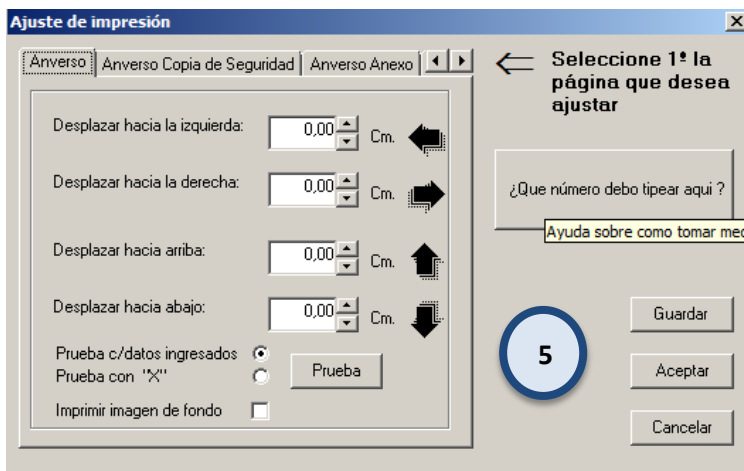 Ajuste de impresión
Anverso Anverso Copia de Seguridad Anverso Anexo
Seleccione 1º la
página que desea
ajustar
Desplazar hacia la izquierda: 0,00 Cm.
Desplazar hacia la derecha: 0,00 Cm.
¿Que número debo tipear aqui ?
Ayuda sobre como tomar med
Desplazar hacia arriba: 0,00 Cm.
Desplazar hacia abajo: 0,00 Cm.
Prueba c/datos ingresados
Prueba con "X"
Prueba
Imprimir imagen de fondo
5
Guardar
Aceptar
Cancelar